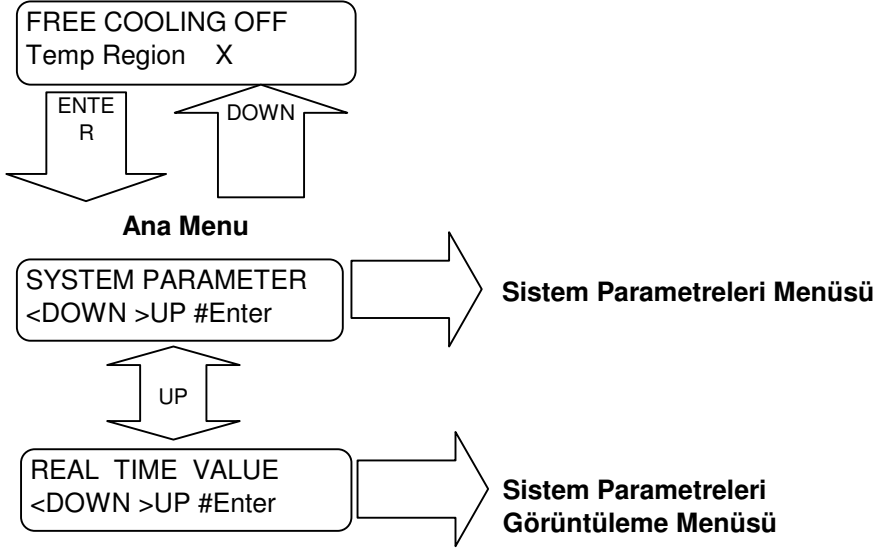 FREE COOLING OFF
Temp Region X
ENTE
R
DOWN
Ana Menu
SYSTEM PARAMETER
<DOWN >UP #Enter
Sistem Parametreleri Menüsü
UP
REAL TIME VALUE
<DOWN >UP #Enter
Sistem Parametreleri
Görüntüleme Menüsü